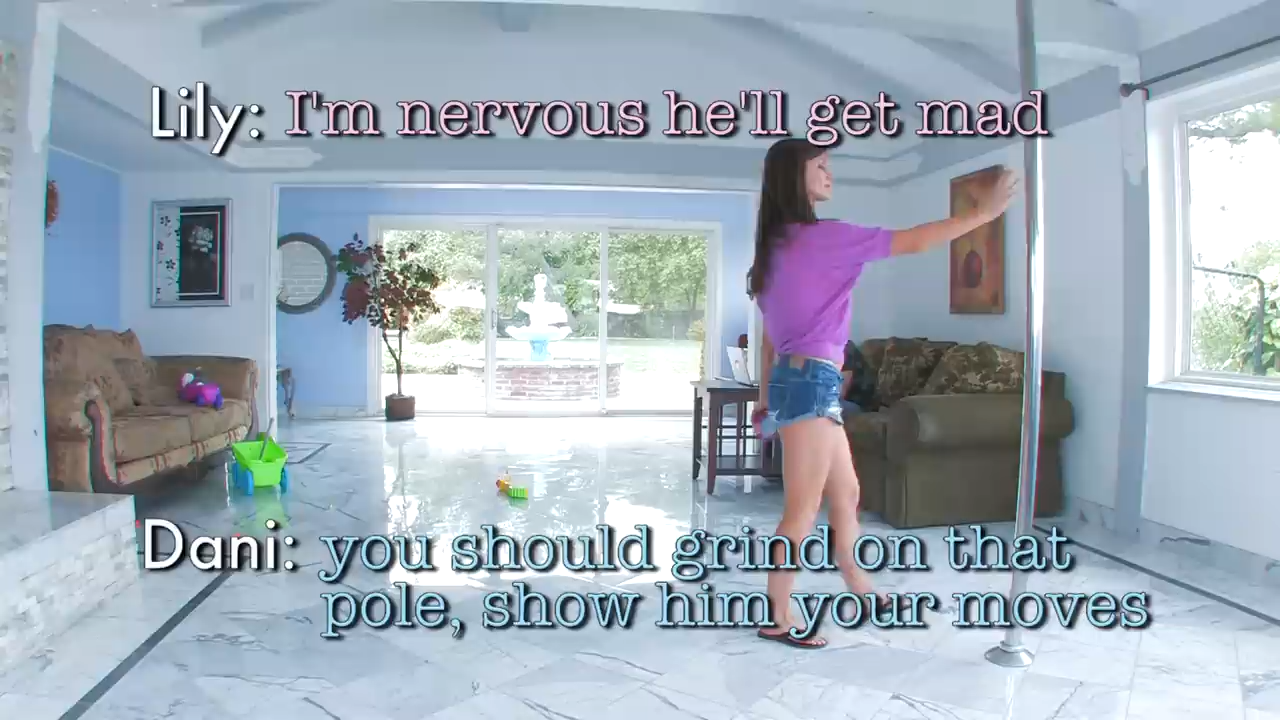 Lily: I'm nervous he'll get mad
Dani: you should grind on that
pole, show him your moves